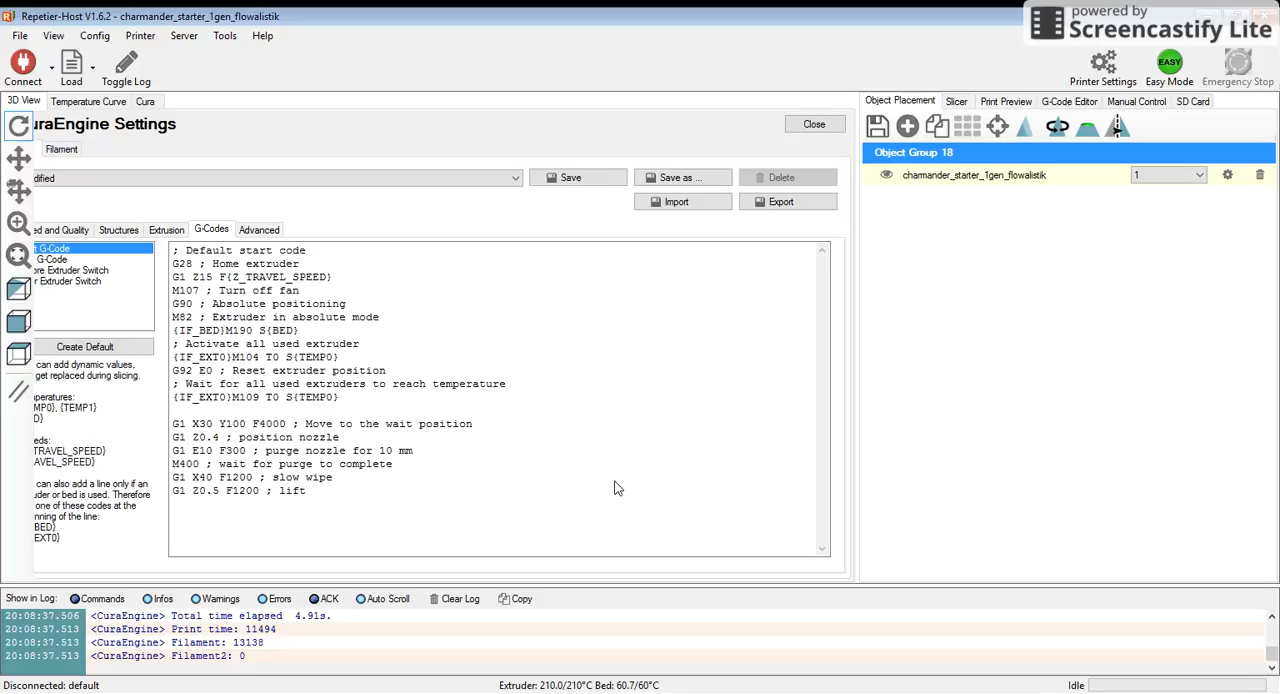 Repetier-Host V1.6.2 - charmander_starter_1gen_flowalistik
powered by
Screencastify Lite
File View Config Printer Server Tools Help
Connect Load Toggle Log
Printer Settings EASY Easy Mode Emergency Stop
3D View Temperature Curve Cura
Object Placement Slicer Print Preview G-Code Editor Manual Control SD Card
uraEngine Settings
Close
Filament
Object Group 18
dified
Save Save as ... Delete
charmander_starter_1gen_flowalistik 1
Import Export
ed and Quality Structures Extrusion G-Codes Advanced
t G-Code
G-Code
ore Extruder Switch
r Extruder Switch
Create Default
can add dynamic values,
get replaced during slicing.
peratures:
MP0}, {TEMP1}
D}
eds:
TRAVEL_SPEED}
AVEL_SPEED}
can also add a line only if an
uder or bed is used. Therefore
one of these codes at the
nning of the line:
BED}
EXT0}
; Default start code
G28 ; Home extruder
G1 Z15 F{Z_TRAVEL_SPEED}
M107 ; Turn off fan
G90 ; Absolute positioning
M82 ; Extruder in absolute mode
{IF_BED}M190 S{BED}
; Activate all used extruder
{IF_EXT0}M104 T0 S{TEMP0}
G92 E0 ; Reset extruder position
; Wait for all used extruders to reach temperature
{IF_EXT0}M109 T0 S{TEMP0}
G1 X30 Y100 F4000 ; Move to the wait position
G1 Z0.4 ; position nozzle
G1 E10 F300 ; purge nozzle for 10 mm
M400 ; wait for purge to complete
G1 X40 F1200 ; slow wipe
G1 Z0.5 F1200 ; lift
Show in Log: Commands Infos Warnings Errors ACK Auto Scroll Clear Log Copy
20:08:37.506 <CuraEngine> Total time elapsed 4.91s.
20:08:37.513 <CuraEngine> Print time: 11494
20:08:37.513 <CuraEngine> Filament: 13138
20:08:37.513 <CuraEngine> Filament2: 0
Disconnected: default Extruder: 210.0/210°C Bed: 60.7/60°C Idle